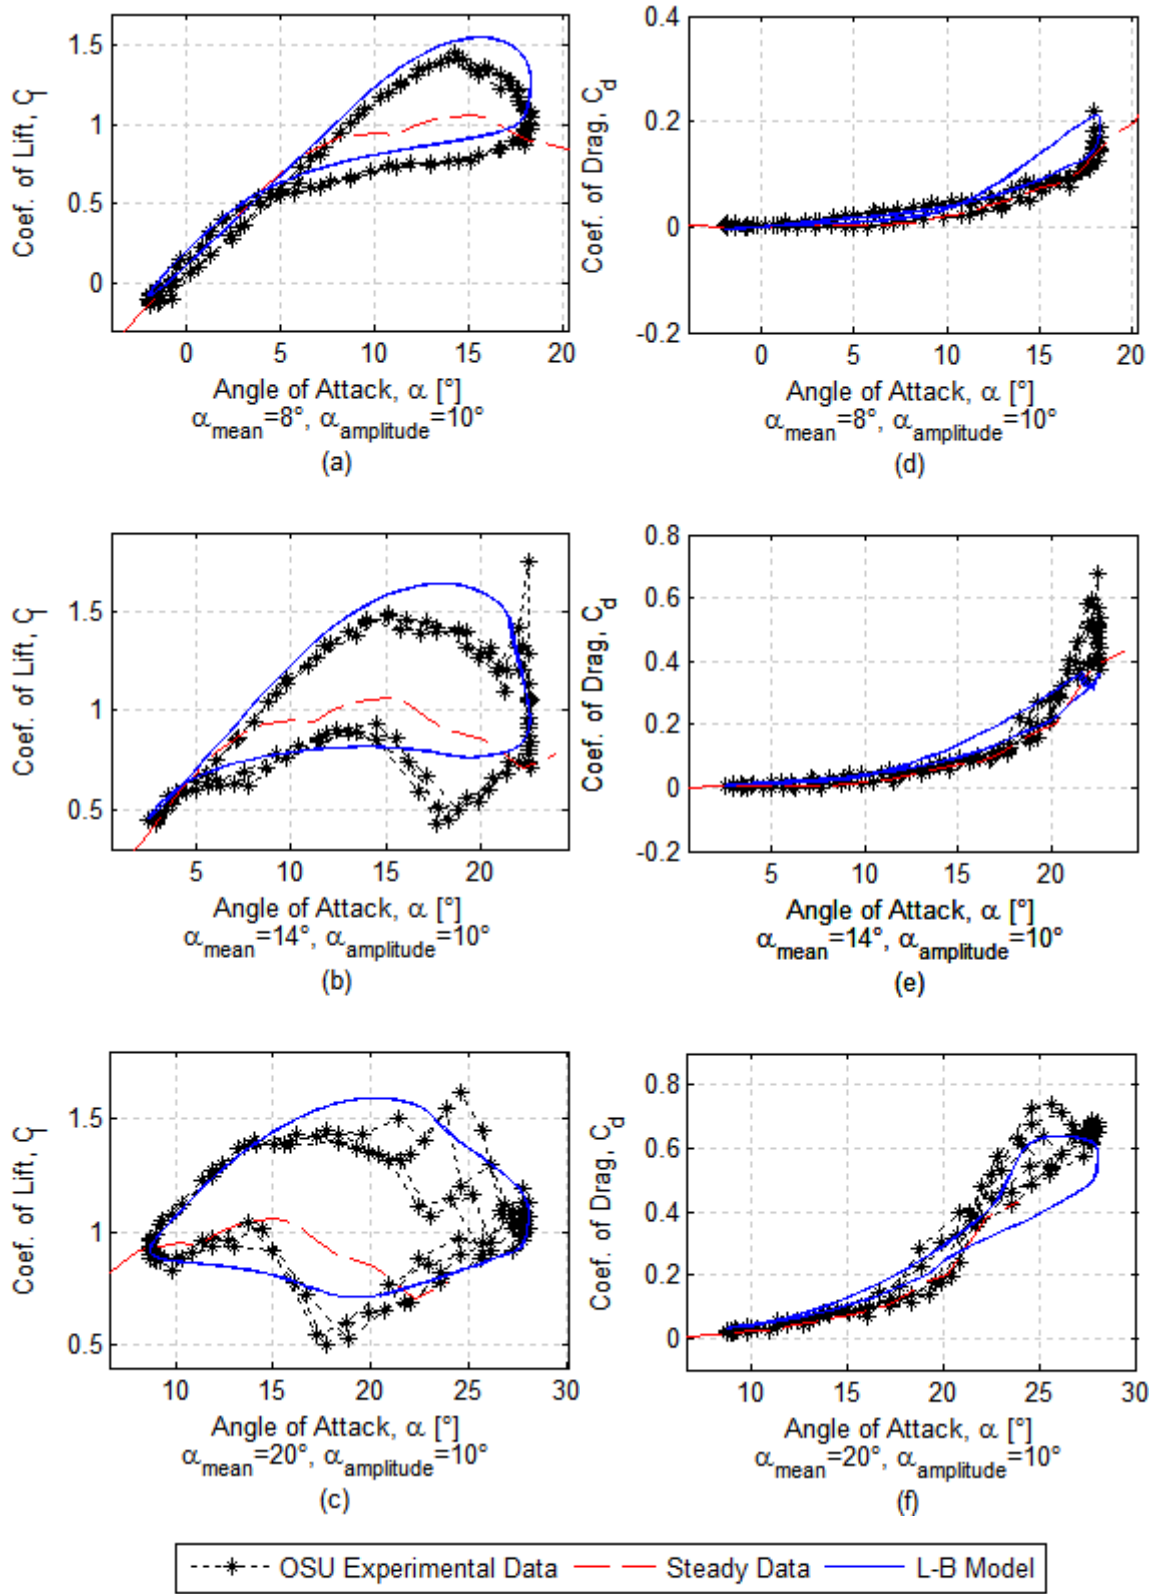 1.5
1
0.5
0
Coef. of Lift, Cl
0 5 10 15 20
Angle of Attack, α [°]
αmean=8°, αamplitude=10°
(a)
0.4
0.2
0
-0.2
Coef. of Drag, Cd
0 5 10 15 20
Angle of Attack, α [°]
αmean=8°, αamplitude=10°
(d)
1.5
1
0.5
Coef. of Lift, Cl
5 10 15 20
Angle of Attack, α [°]
αmean=14°, αamplitude=10°
(b)
0.8
0.6
0.4
0.2
0
-0.2
Coef. of Drag, Cd
5 10 15 20
Angle of Attack, α [°]
αmean=14°, αamplitude=10°
(e)
1.5
1
0.5
Coef. of Lift, Cl
10 15 20 25 30
Angle of Attack, α [°]
αmean=20°, αamplitude=10°
(c)
0.8
0.6
0.4
0.2
0
Coef. of Drag, Cd
10 15 20 25 30
Angle of Attack, α [°]
αmean=20°, αamplitude=10°
(f)
OSU Experimental Data Steady Data L-B Model